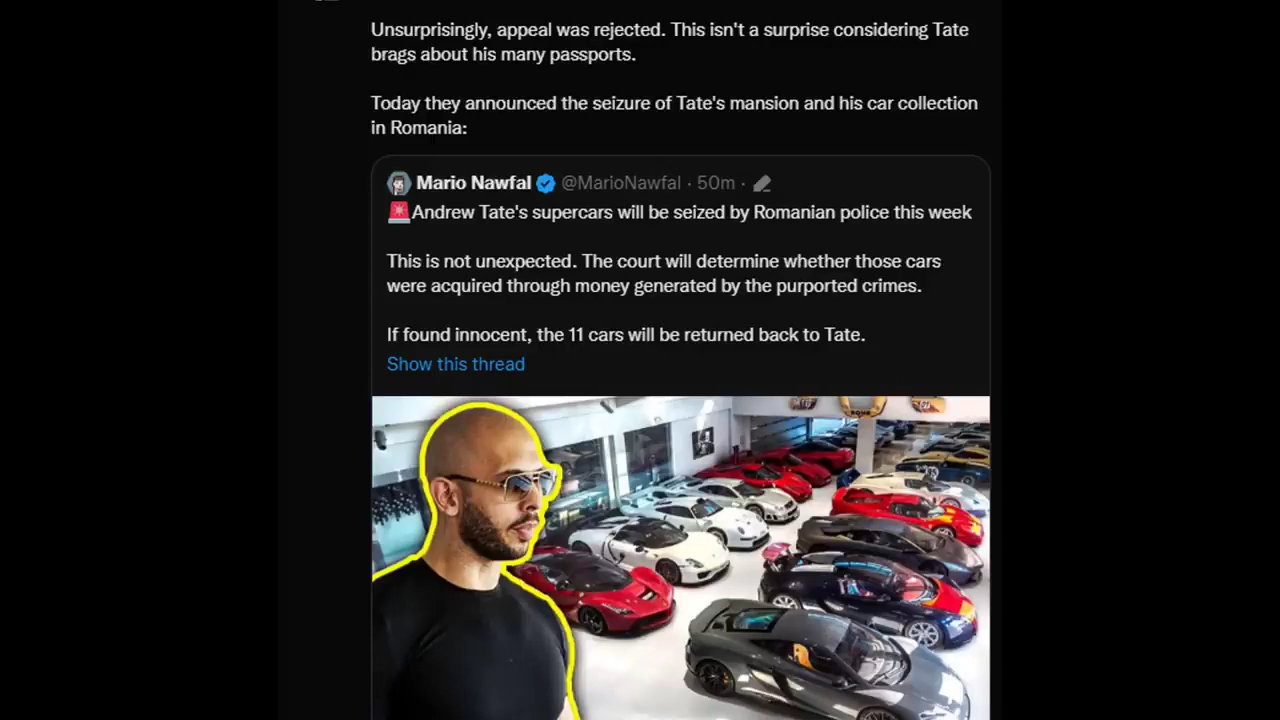 Unsurprisingly, appeal was rejected. This isn't a surprise considering Tate
brags about his many passports.
Today they announced the seizure of Tate's mansion and his car collection
in Romania:
Mario Nawfal @MarioNawfal · 50m ·
🚨Andrew Tate's supercars will be seized by Romanian police this week
This is not unexpected. The court will determine whether those cars
were acquired through money generated by the purported crimes.
If found innocent, the 11 cars will be returned back to Tate.
Show this thread